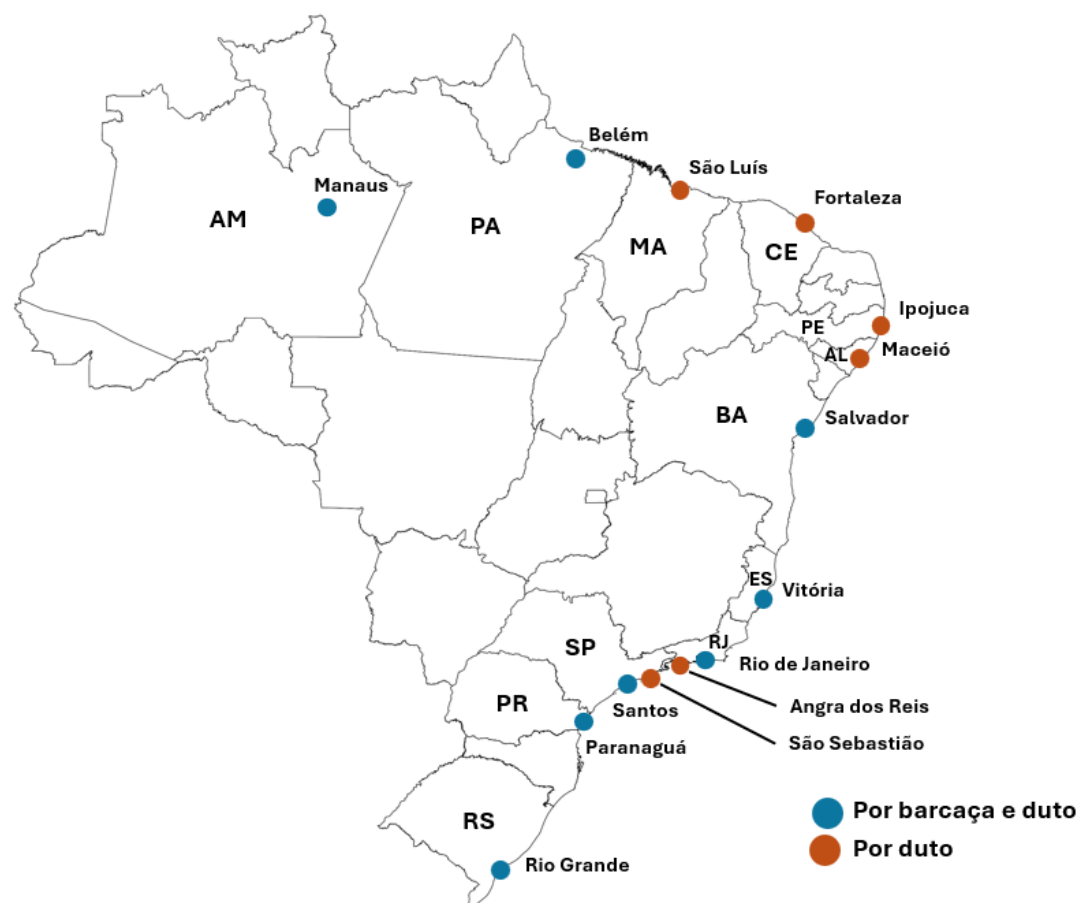 Belém
São Luís
Manaus
Fortaleza
AM
PA
MA
CE
Ipojuca
PE
Maceió
AL
BA
Salvador
ES
Vitória
RJ
SP
Rio de Janeiro
PR
Santos
Angra dos Reis
Paranaguá
São Sebastião
Por barcaça e duto
RS
Por duto
Rio Grande